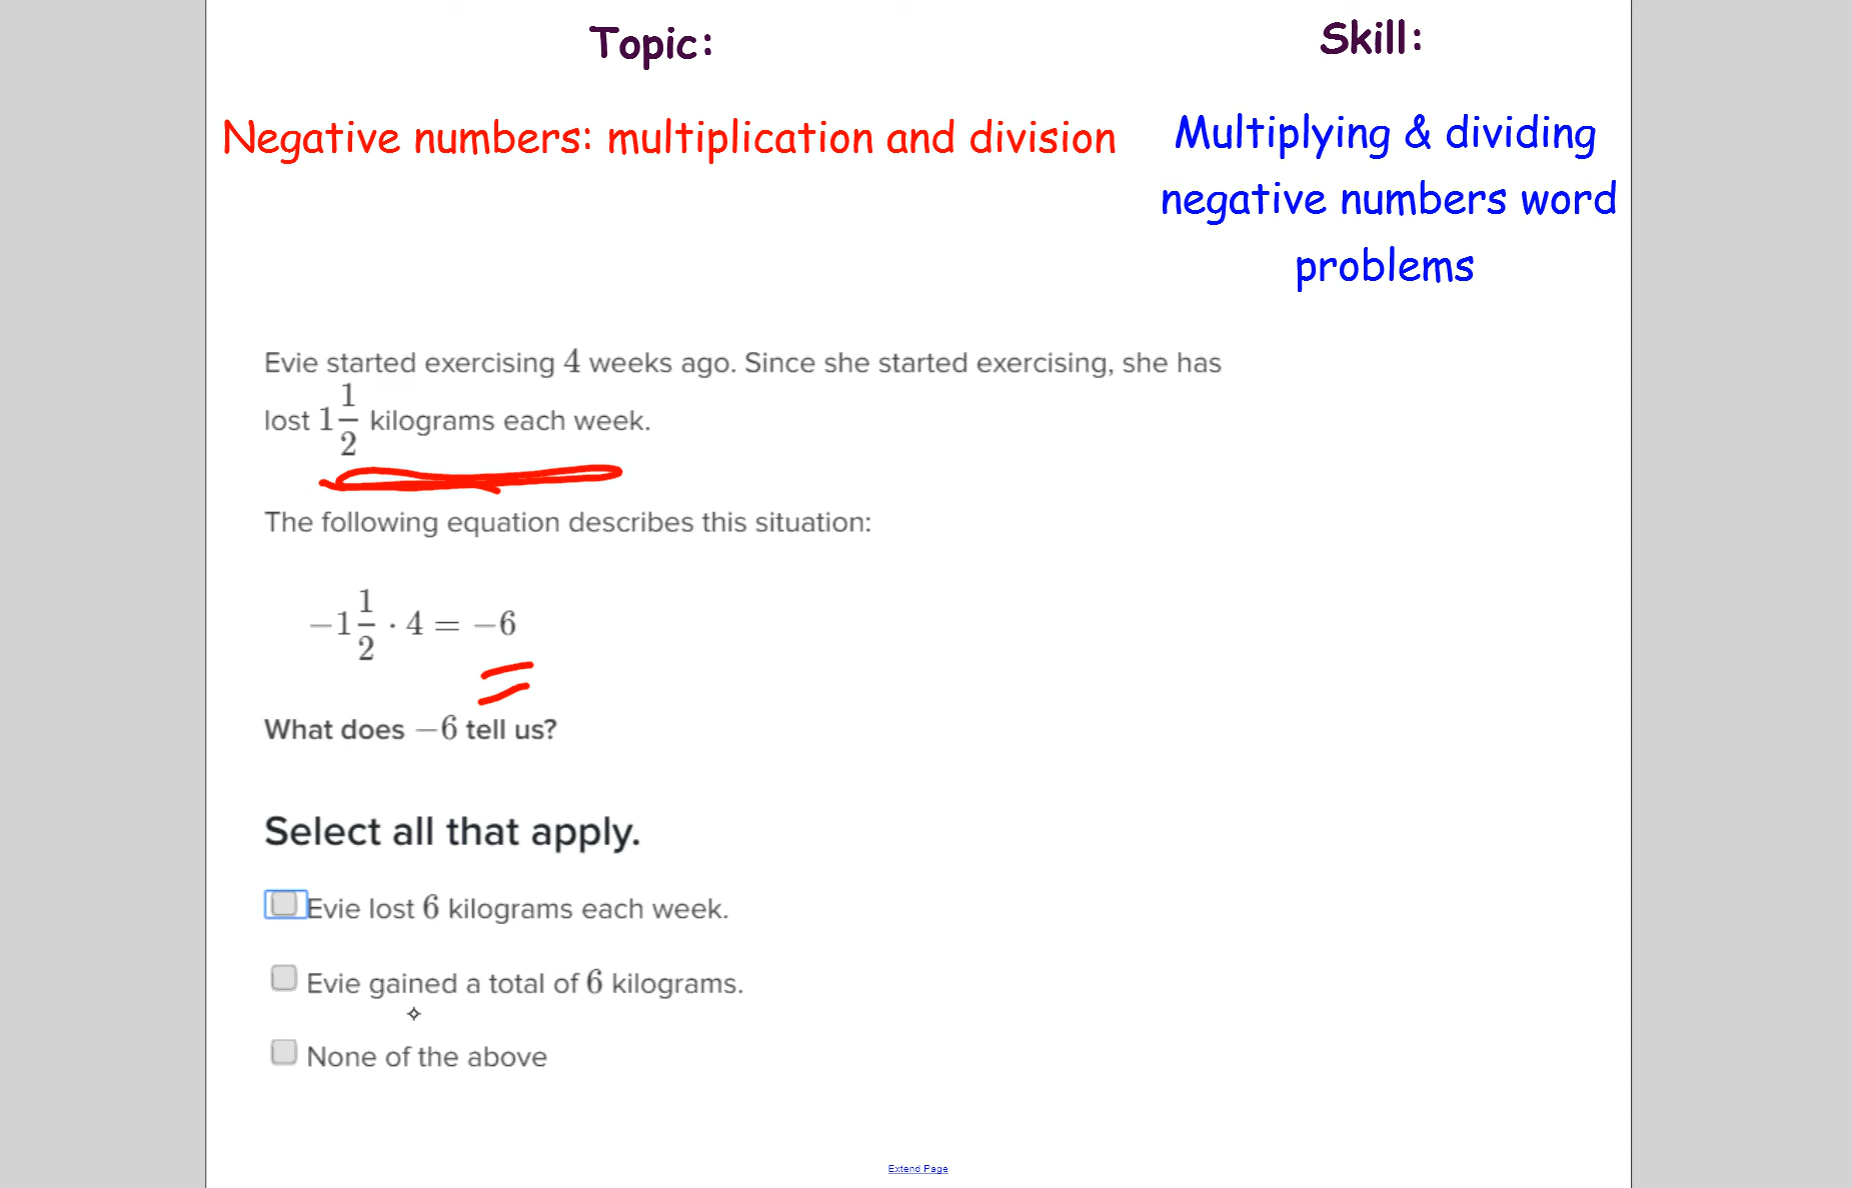 Topic:
Skill:
Negative numbers: multiplication and division
Multiplying & dividing
negative numbers word
problems
Evie started exercising 4 weeks ago. Since she started exercising, she has
lost 1 1/2 kilograms each week.
The following equation describes this situation:
−1 1/2 · 4 = −6
What does −6 tell us?
Select all that apply.
Evie lost 6 kilograms each week.
Evie gained a total of 6 kilograms.
None of the above
Extend Page